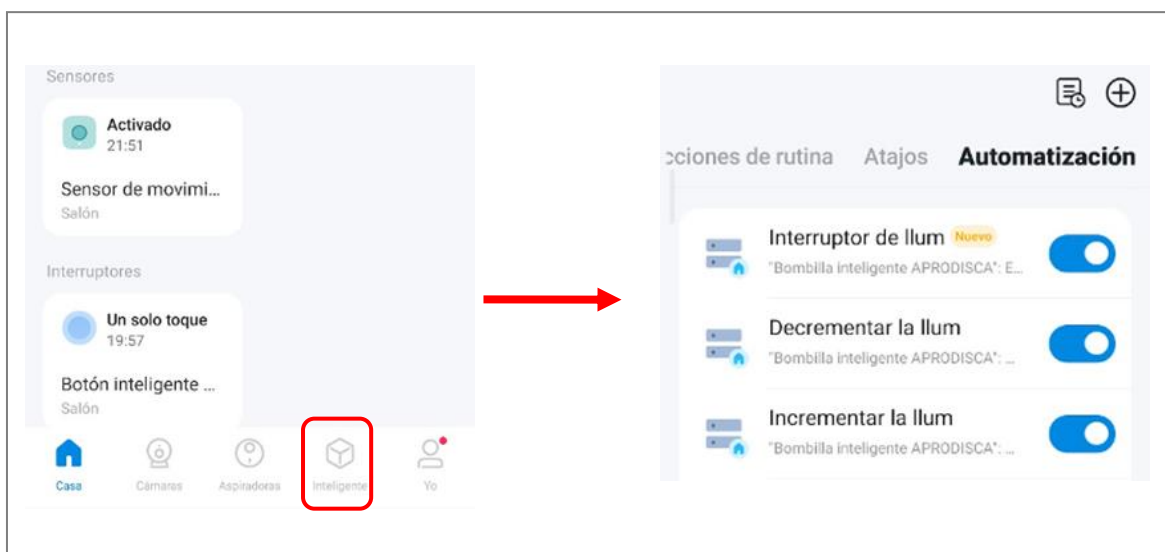 Sensores
Activado
21:51
Sensor de movimi...
Salón
Interruptores
Un solo toque
19:57
Botón inteligente ...
Salón
Casa
Cámaras
Aspiradoras
Inteligente
Yo
cciones de rutina Atajos Automatización
Interruptor de llum Nuevo
"Bombilla inteligente APRODISCA": E...
Decrementar la llum
"Bombilla inteligente APRODISCA": ...
Incrementar la llum
"Bombilla inteligente APRODISCA": ...